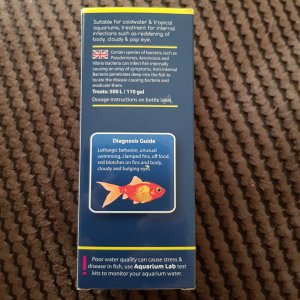 Suitable for coldwater & tropical
aquariums, treatment for internal
infections such as reddening of
body, cloudy & pop eye.
Certain species of bacteria such as
Pseudomonas, Aeromonas and
Vibrio bacteria can infect fish internally
causing an array of symptoms. Anti-Internal
Bacteria penetrates deep into the fish to
locate the disease causing bacteria and
eradicate them.
Treats: 500 L / 110 gal
Dosage instructions on bottle label.
Diagnosis Guide
Lethargic behavior, unusual
swimming, clamped fins, off food,
red blotches on fins and body,
cloudy and bulging eyes
Poor water quality can cause stress &
disease in fish, use Aquarium Lab test
kits to monitor your aquarium water.